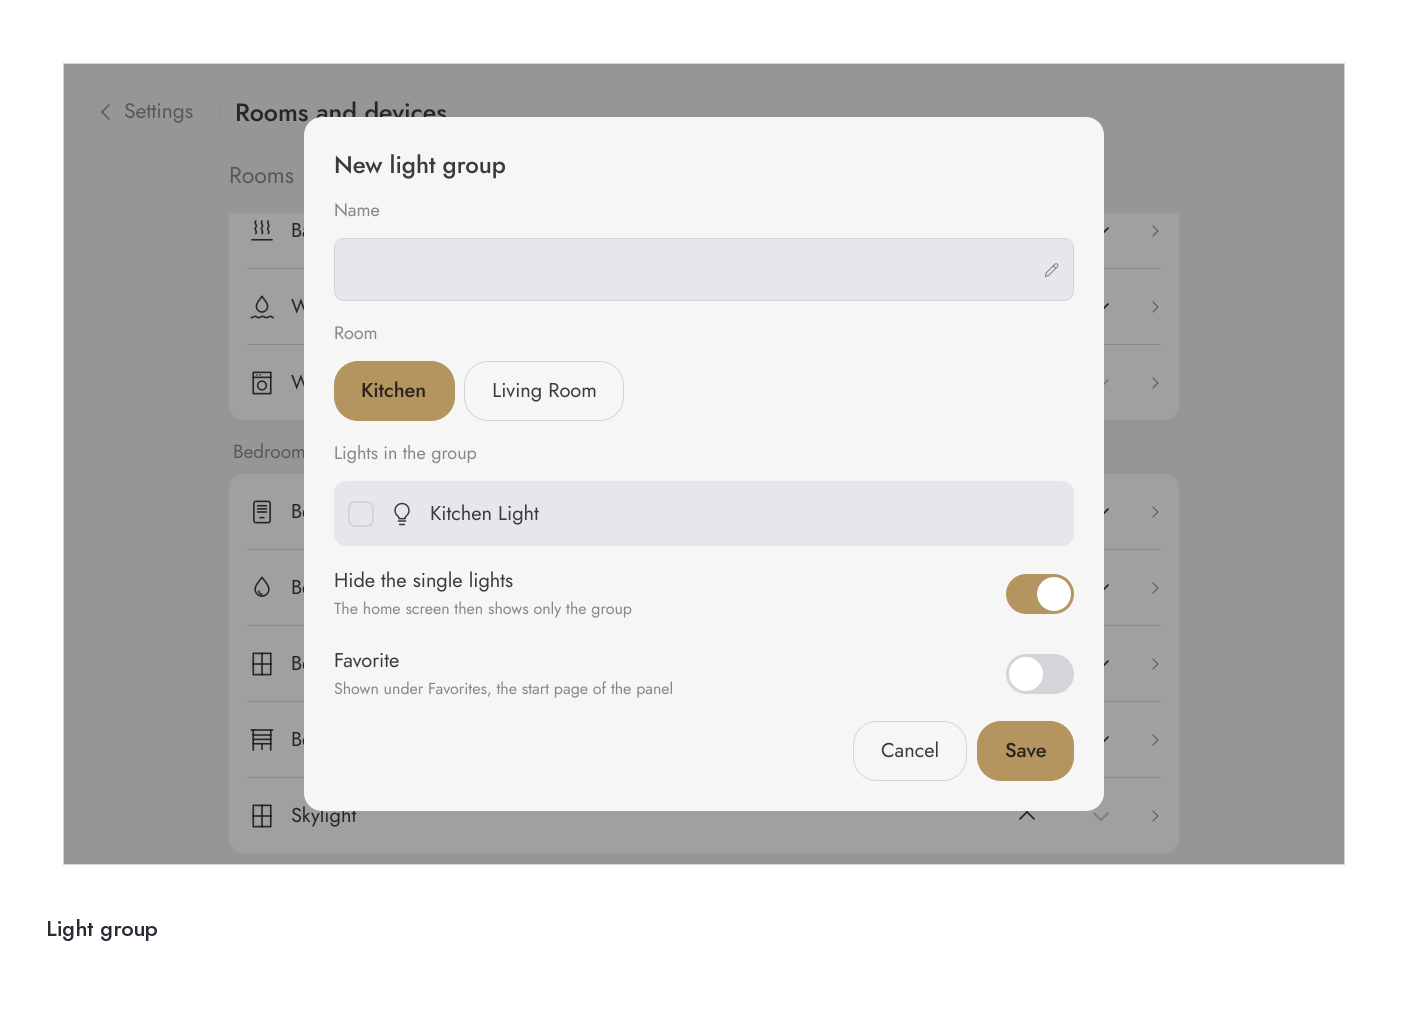 Settings
Rooms and devices
Rooms
New light group
Name
Room
Kitchen
Living Room
Lights in the group
Bedroom
Kitchen Light
Hide the single lights
The home screen then shows only the group
Favorite
Shown under Favorites, the start page of the panel
Cancel
Save
Skylight
Light group